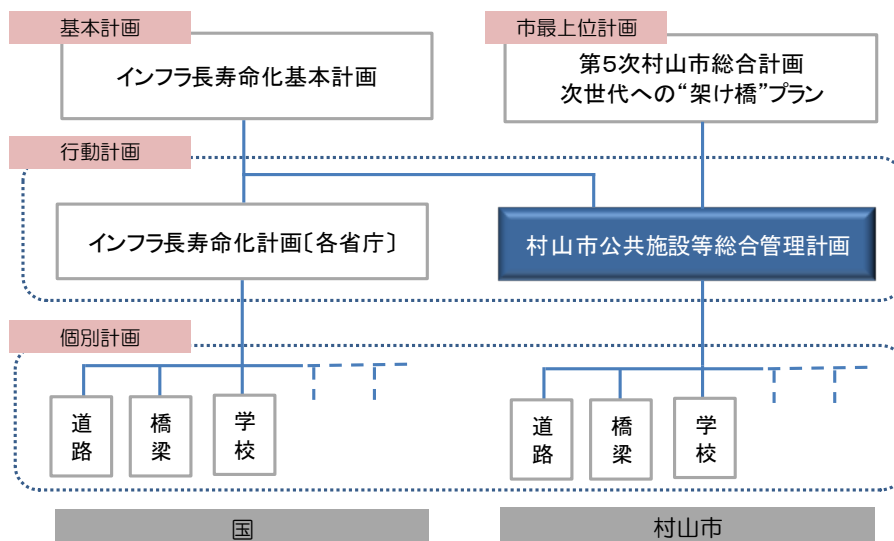 基本計画
市最上位計画
インフラ長寿命化基本計画
第5次村山市総合計画
次世代への“架け橋”プラン
行動計画
インフラ長寿命化計画〔各省庁〕
村山市公共施設等総合管理計画
個別計画
道路
橋梁
学校
道路
橋梁
学校
国
村山市